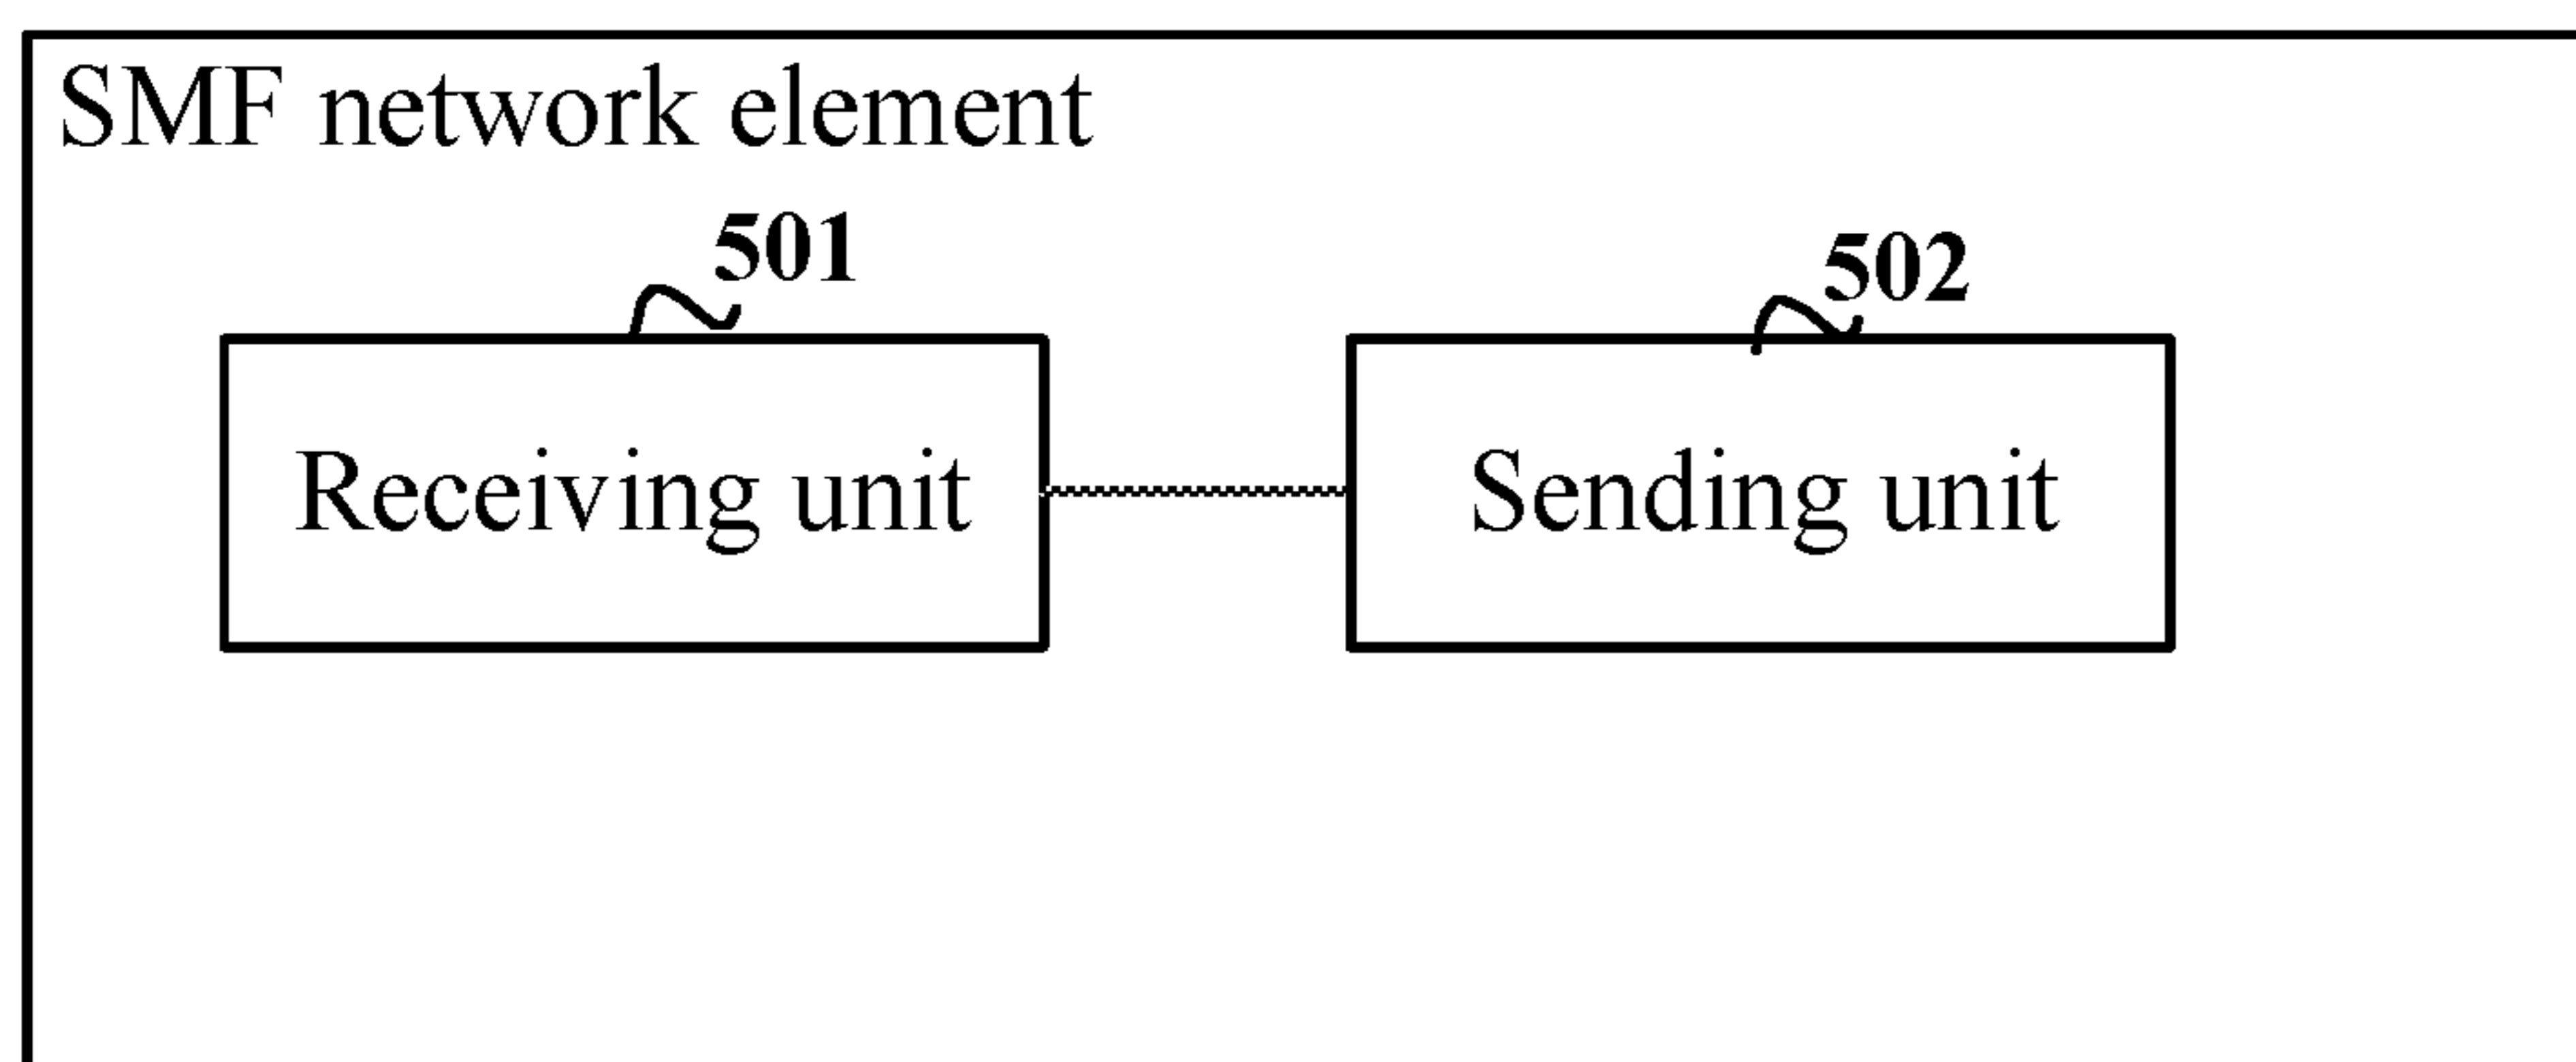 SMF network element
501
502
Receiving unit
Sending unit